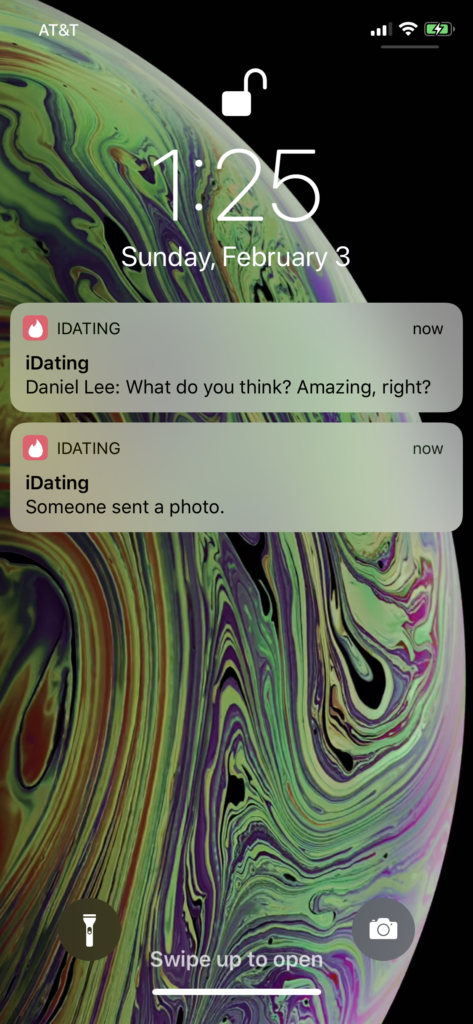 AT&T
1:25
Sunday, February 3
IDATING
now
iDating
Daniel Lee: What do you think? Amazing, right?
IDATING
now
iDating
Someone sent a photo.
Swipe up to open